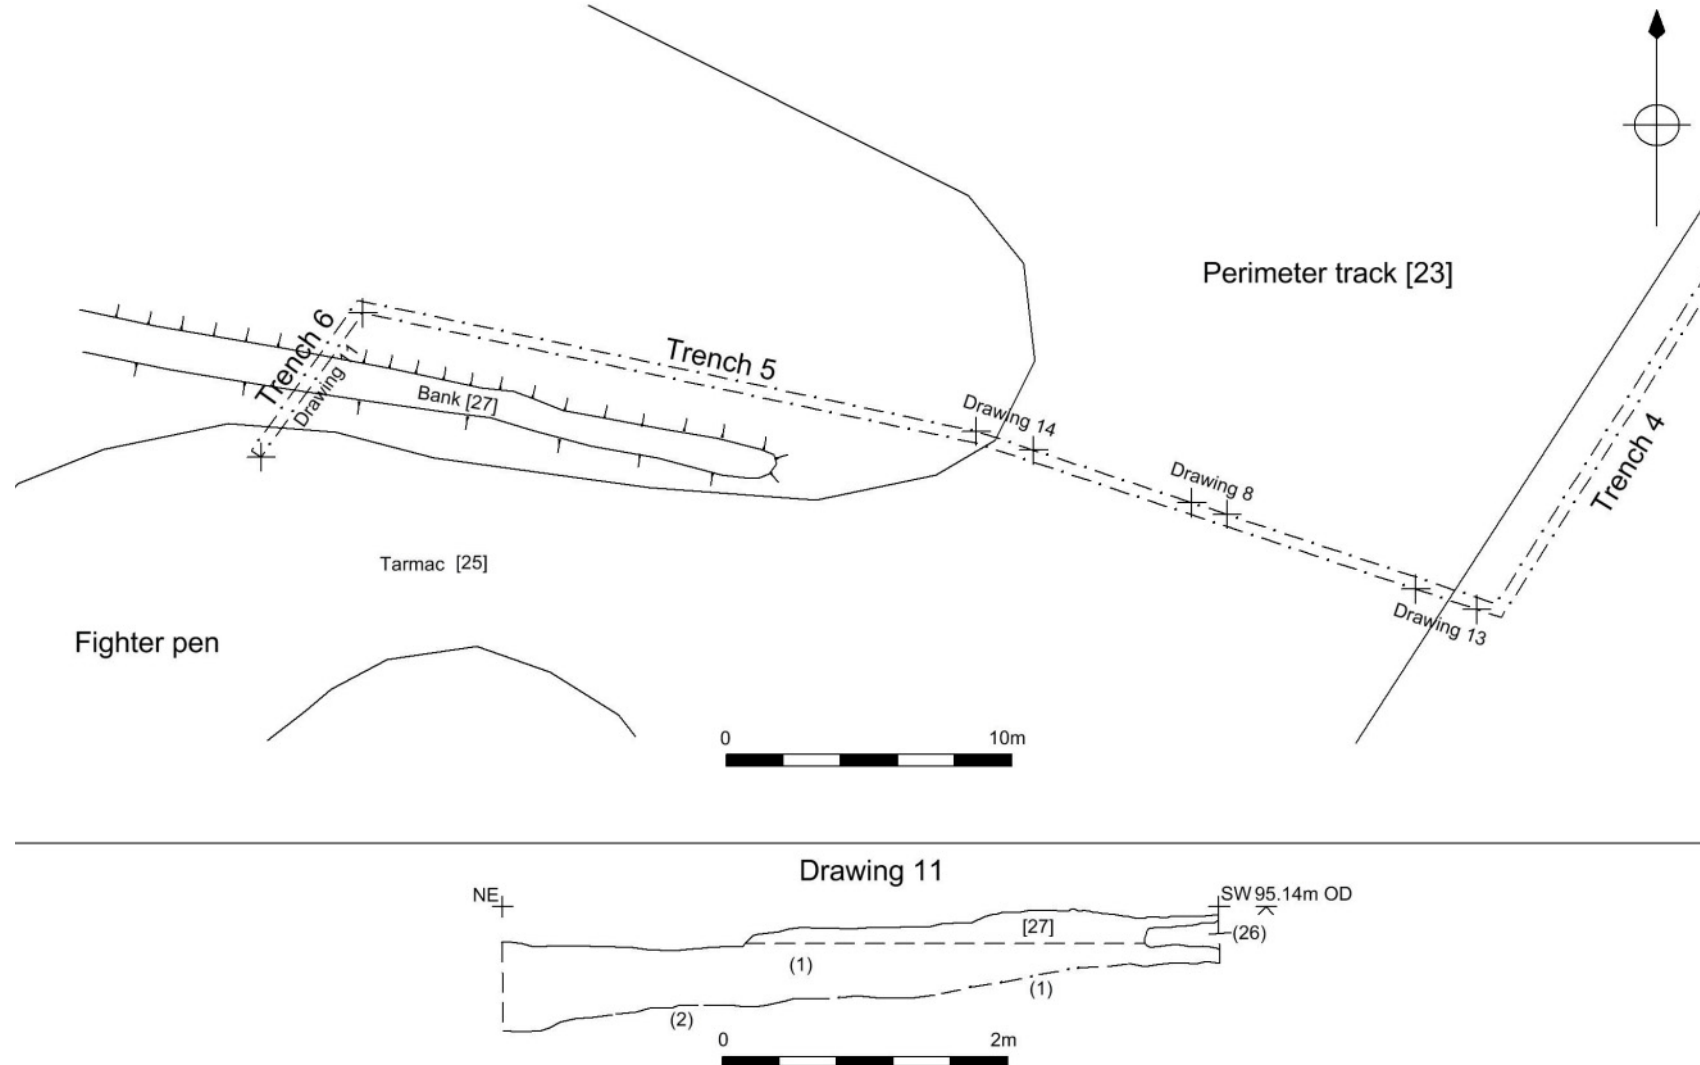 Perimeter track [23]
Trench 6
Drawing 11
Trench 5
Bank [27]
Drawing 14
Trench 4
Drawing 8
Tarmac [25]
Drawing 13
Fighter pen
0 10m
Drawing 11
NE SW 95.14m OD
[27]
(26)
(1)
(1)
(2)
0 2m